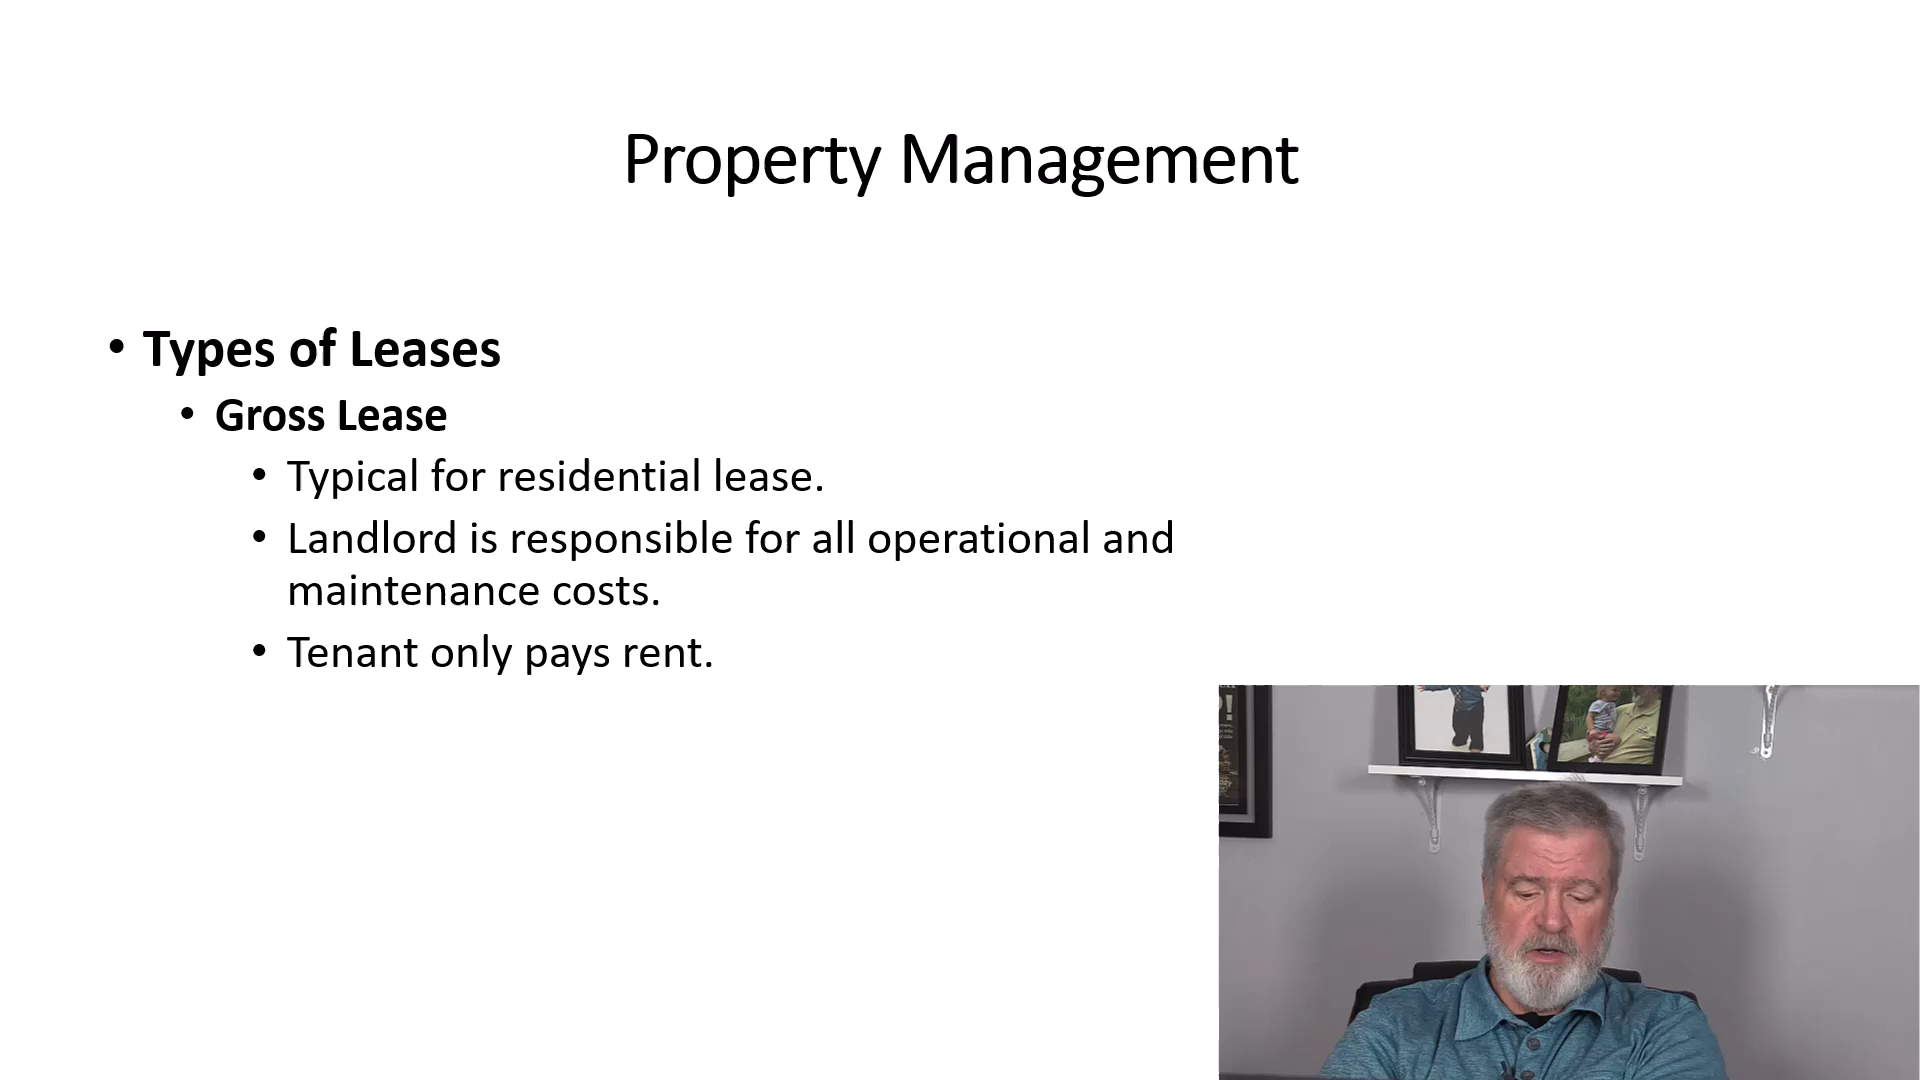 Property Management
• Types of Leases
• Gross Lease
• Typical for residential lease.
• Landlord is responsible for all operational and
maintenance costs.
• Tenant only pays rent.